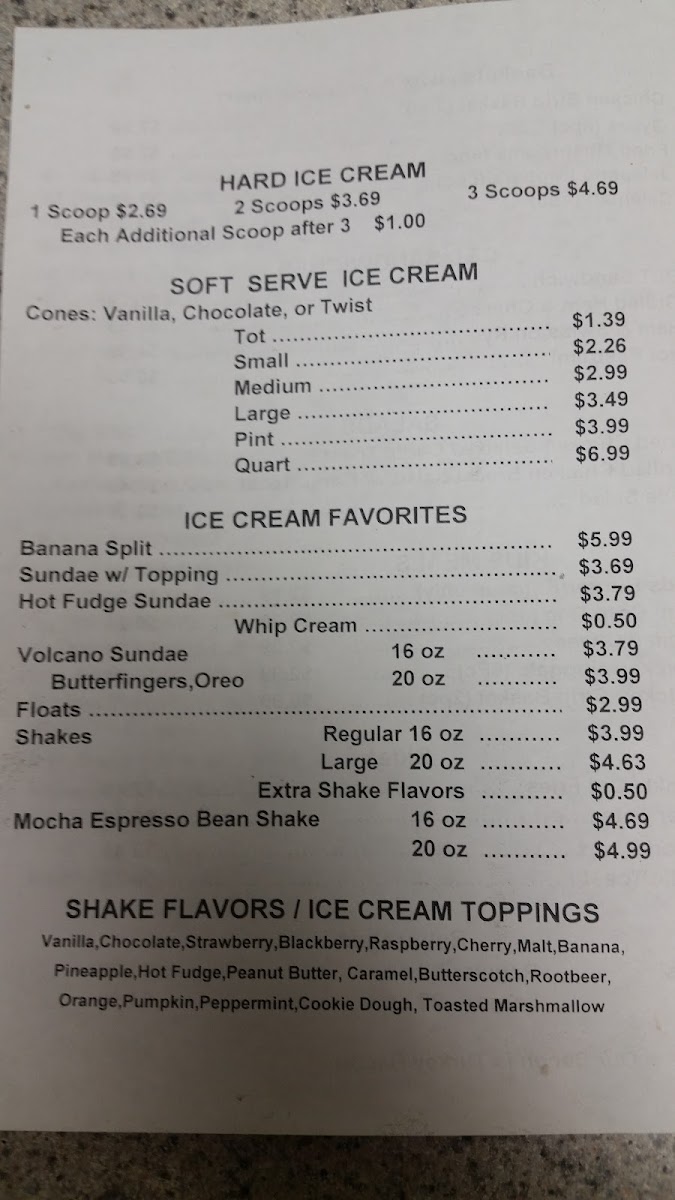 HARD ICE CREAM
1 Scoop $2.69 2 Scoops $3.69 3 Scoops $4.69
Each Additional Scoop after 3 $1.00
SOFT SERVE ICE CREAM
Cones: Vanilla, Chocolate, or Twist
Tot ................................ $1.39
Small ................................ $2.26
Medium ................................ $2.99
Large ................................ $3.49
Pint ................................ $3.99
Quart ................................ $6.99
ICE CREAM FAVORITES
Banana Split ................................ $5.99
Sundae w/ Topping ................................ $3.69
Hot Fudge Sundae ................................ $3.79
Whip Cream ................................ $0.50
Volcano Sundae 16 oz ........... $3.79
Butterfingers,Oreo 20 oz ........... $3.99
Floats ................................ $2.99
Shakes Regular 16 oz ........... $3.99
Large 20 oz ........... $4.63
Extra Shake Flavors ........... $0.50
Mocha Espresso Bean Shake 16 oz ........... $4.69
20 oz ........... $4.99
SHAKE FLAVORS / ICE CREAM TOPPINGS
Vanilla,Chocolate,Strawberry,Blackberry,Raspberry,Cherry,Malt,Banana,
Pineapple,Hot Fudge,Peanut Butter, Caramel,Butterscotch,Rootbeer,
Orange,Pumpkin,Peppermint,Cookie Dough, Toasted Marshmallow